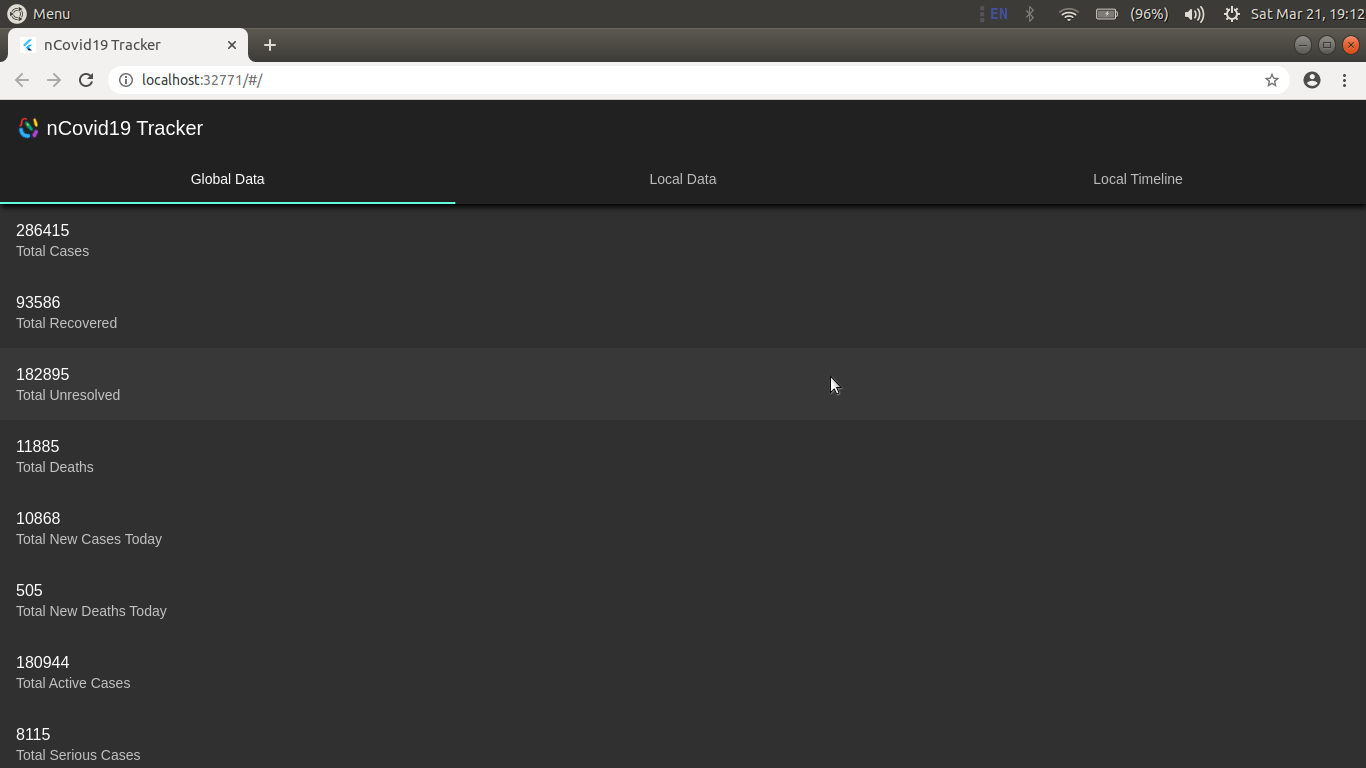 Menu
EN
(96%)
Sat Mar 21, 19:12
nCovid19 Tracker
localhost:32771/#/
nCovid19 Tracker
Global Data
Local Data
Local Timeline
286415
Total Cases
93586
Total Recovered
182895
Total Unresolved
11885
Total Deaths
10868
Total New Cases Today
505
Total New Deaths Today
180944
Total Active Cases
8115
Total Serious Cases